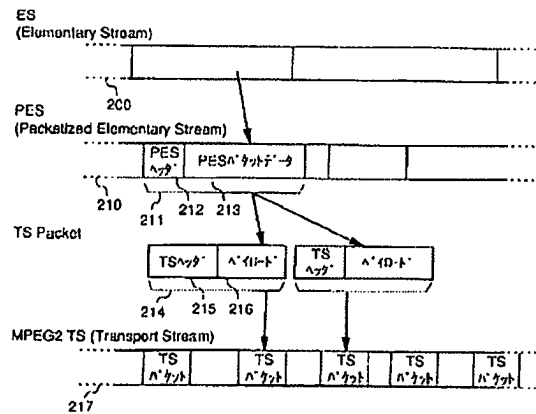 ES
(Elementary Stream)
200
PES
(Packetized Elementary Stream)
PES
ヘッダ
PESパケットデータ
210
211
212
213
TS Packet
TSヘッダ
ペイロード
TS
ヘッダ
ペイロード
214
215
216
MPEG2 TS (Transport Stream)
TS
パケット
TS
パケット
TS
パケット
TS
パケット
TS
パケット
217